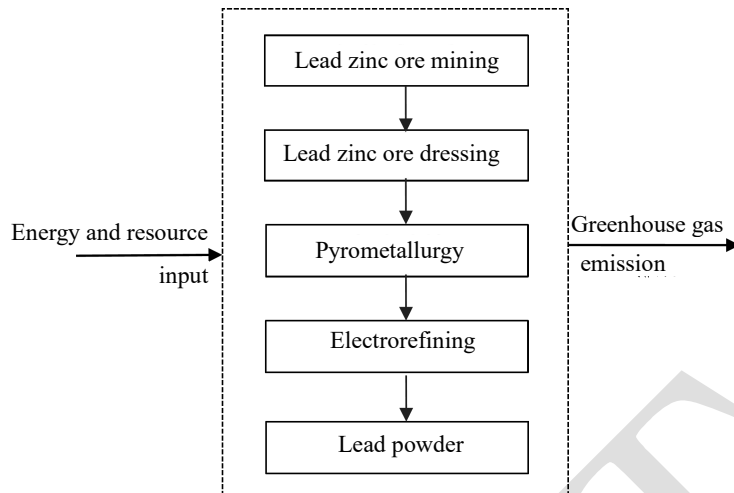 Lead zinc ore mining
Lead zinc ore dressing
Energy and resource
input
Pyrometallurgy
Greenhouse gas
emission
Electrorefining
Lead powder